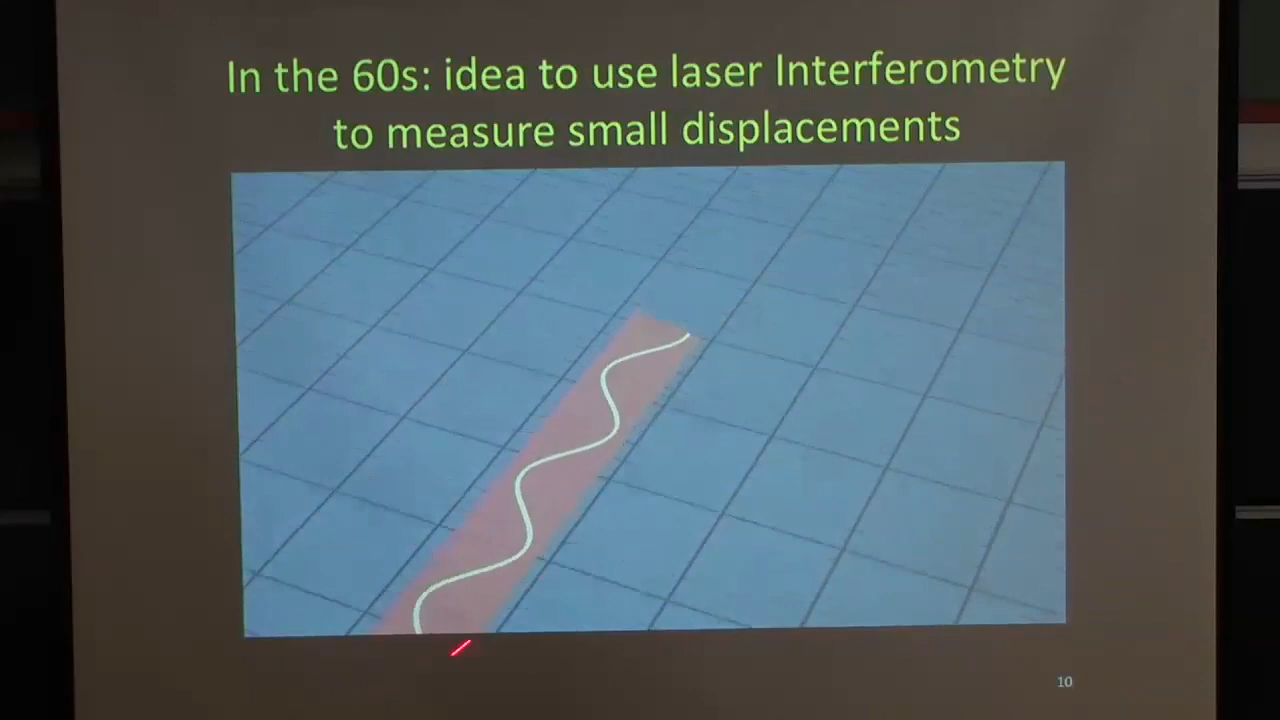 In the 60s: idea to use laser Interferometry
to measure small displacements
10